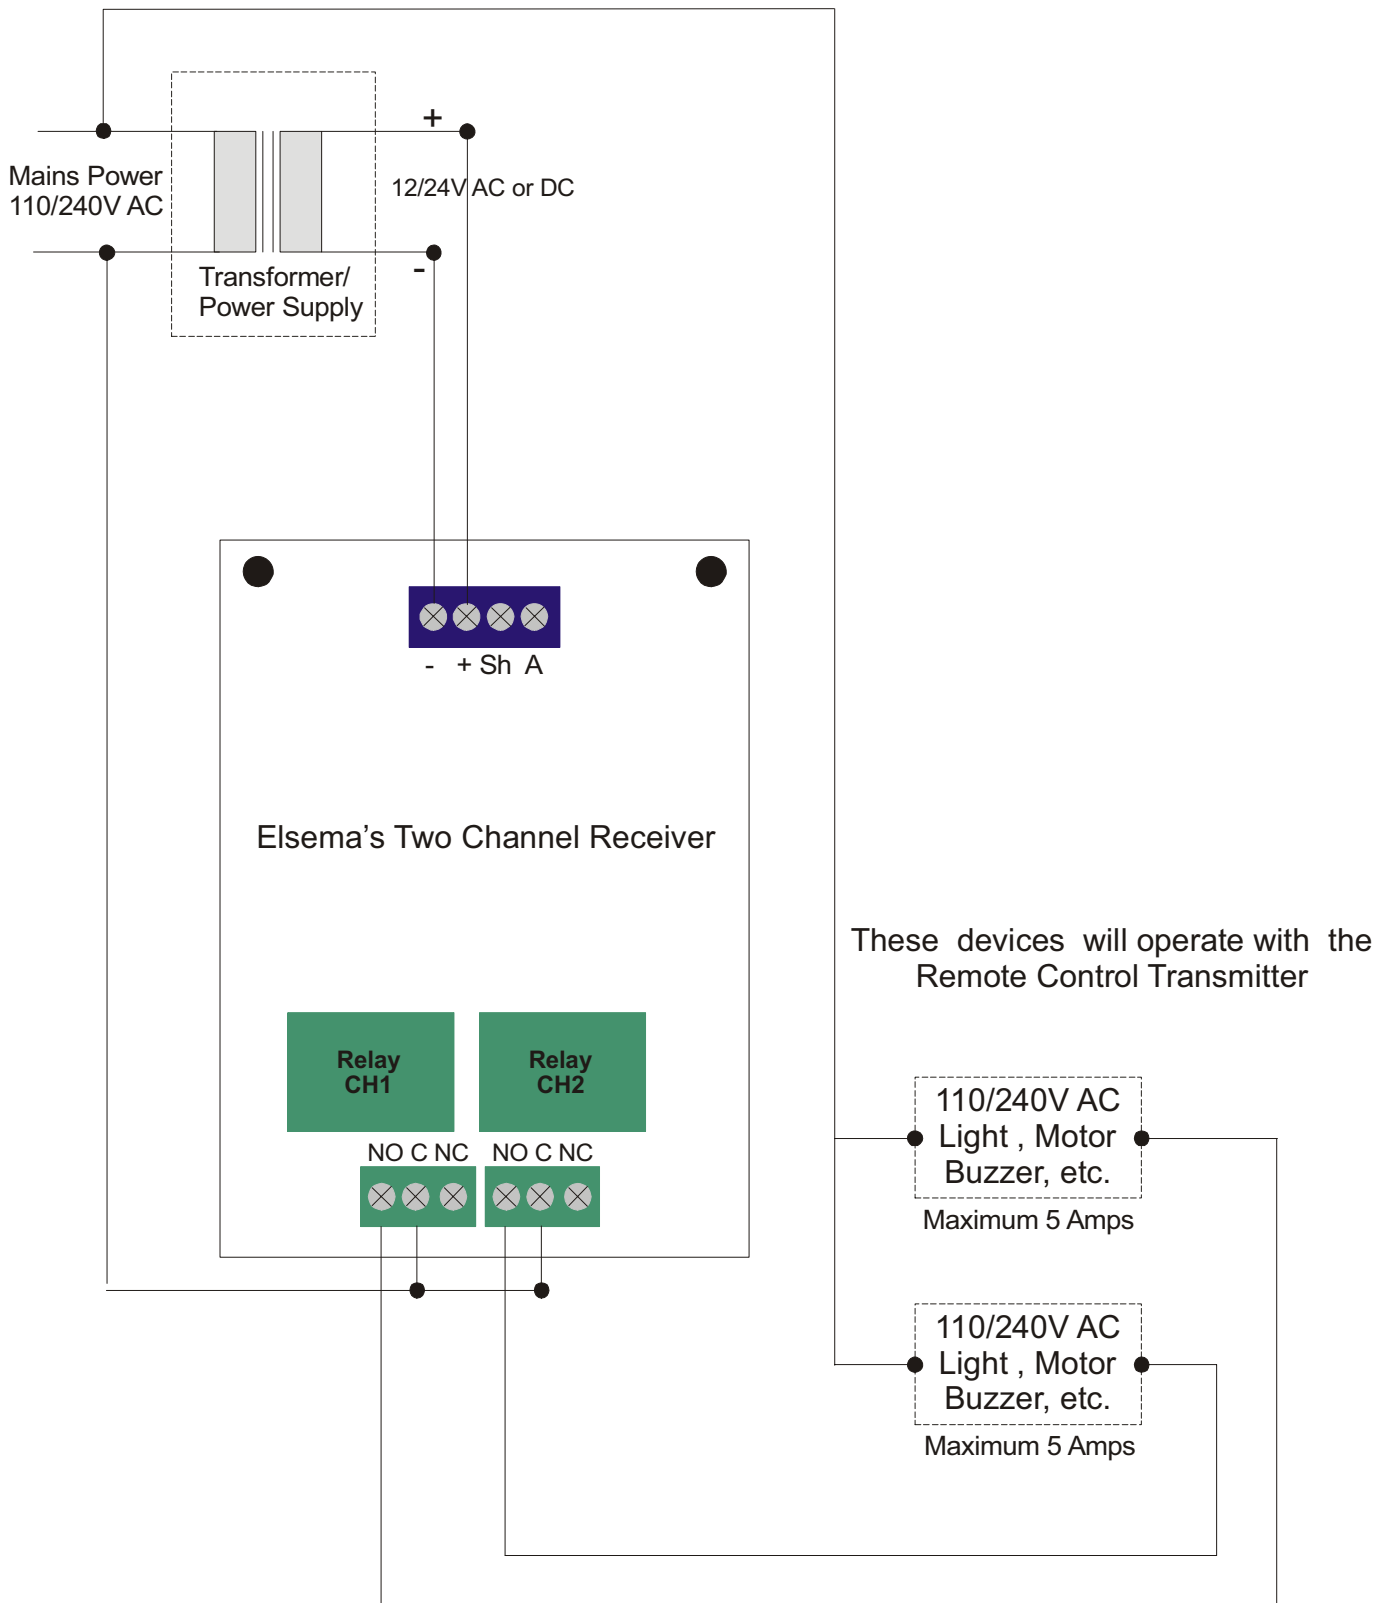 +
Mains Power
110/240V AC
12/24V AC or DC
-
Transformer/
Power Supply
- + Sh A
Elsema's Two Channel Receiver
These devices will operate with the
Remote Control Transmitter
Relay
CH1
Relay
CH2
NO C NC
NO C NC
110/240V AC
Light , Motor
Buzzer, etc.
Maximum 5 Amps
110/240V AC
Light , Motor
Buzzer, etc.
Maximum 5 Amps